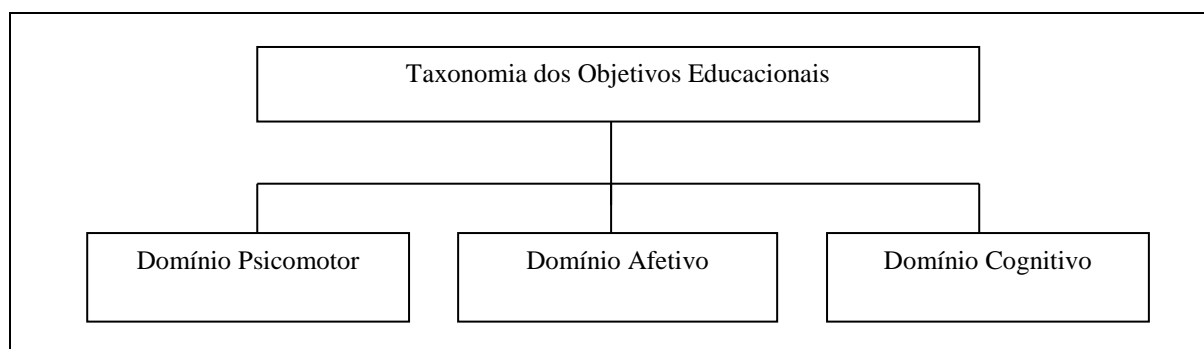 Taxonomia dos Objetivos Educacionais
Domínio Psicomotor
Domínio Afetivo
Domínio Cognitivo